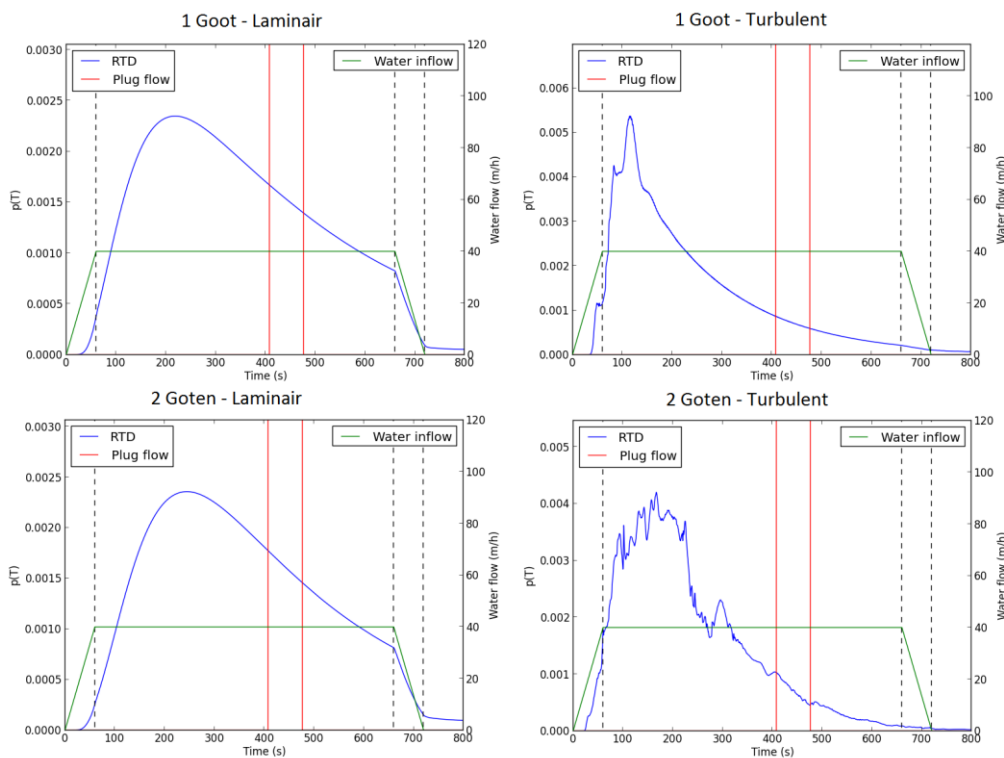 1 Goot - Laminair
RTD
Plug flow
Water inflow
0.0030
0.0025
0.0020
0.0015
0.0010
0.0005
0.0000
p(T)
120
100
80
60
40
20
0
Water flow (m/h)
0 100 200 300 400 500 600 700 800
Time (s)
1 Goot - Turbulent
RTD
Plug flow
Water inflow
0.006
0.005
0.004
0.003
0.002
0.001
0.000
p(T)
120
100
80
60
40
20
0
Water flow (m/h)
0 100 200 300 400 500 600 700 800
Time (s)
2 Goten - Laminair
RTD
Plug flow
Water inflow
0.0030
0.0025
0.0020
0.0015
0.0010
0.0005
0.0000
p(T)
120
100
80
60
40
20
0
Water flow (m/h)
0 100 200 300 400 500 600 700 800
Time (s)
2 Goten - Turbulent
RTD
Plug flow
Water inflow
0.005
0.004
0.003
0.002
0.001
0.000
p(T)
120
100
80
60
40
20
0
Water flow (m/h)
0 100 200 300 400 500 600 700 800
Time (s)